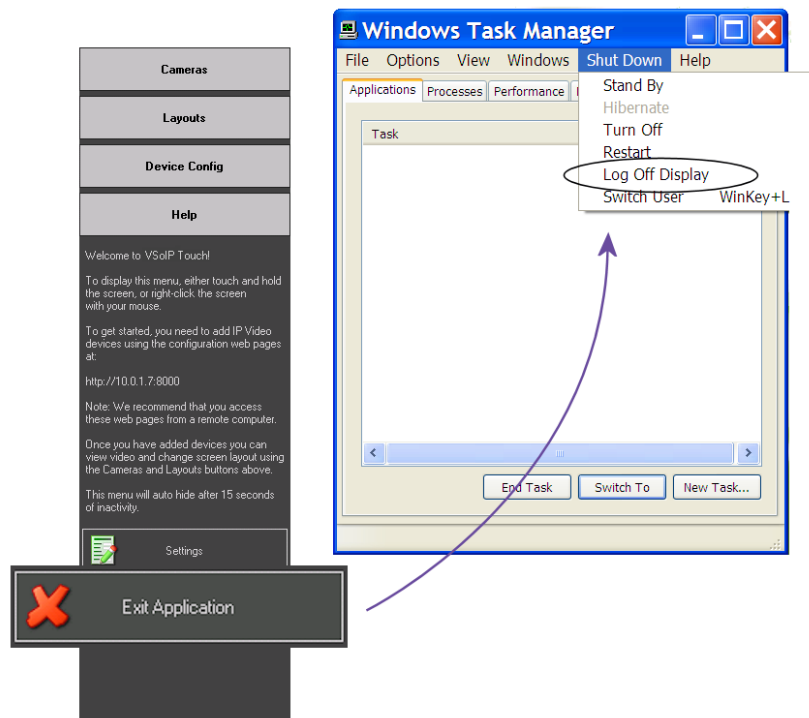 Cameras
Layouts
Device Config
Help
Welcome to VSoIP Touch!
To display this menu, either touch and hold
the screen, or right-click the screen
with your mouse.
To get started, you need to add IP Video
devices using the configuration web pages
at:
http://10.0.1.7:8000
Note: We recommend that you access
these web pages from a remote computer.
Once you have added devices you can
view video and change screen layout using
the Cameras and Layouts buttons above.
This menu will auto hide after 15 seconds
of inactivity.
Settings
Exit Application
Windows Task Manager
File Options View Windows Shut Down Help
Applications Processes Performance
Stand By
Hibernate
Turn Off
Restart
Log Off Display
Switch User WinKey+L
Task
End Task Switch To New Task...